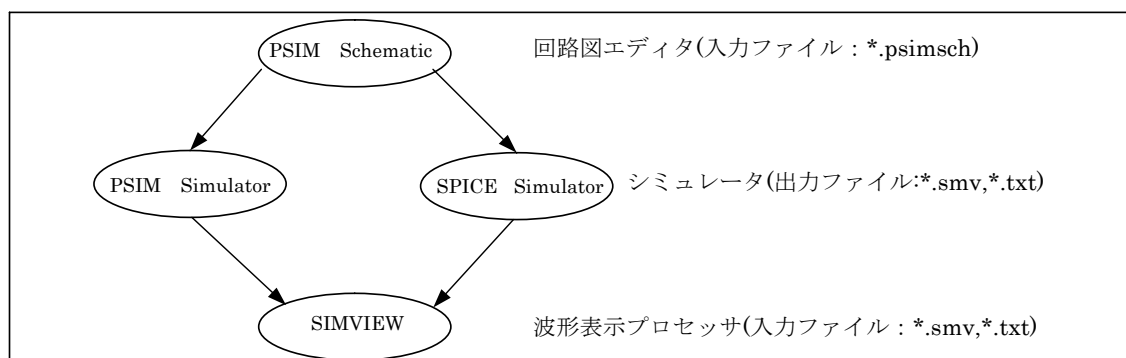 PSIM Schematic
回路図エディタ(入力ファイル：*.psimsch)
PSIM Simulator
SPICE Simulator
シミュレータ(出力ファイル:*.smv,*.txt)
SIMVIEW
波形表示プロセッサ(入力ファイル：*.smv,*.txt)